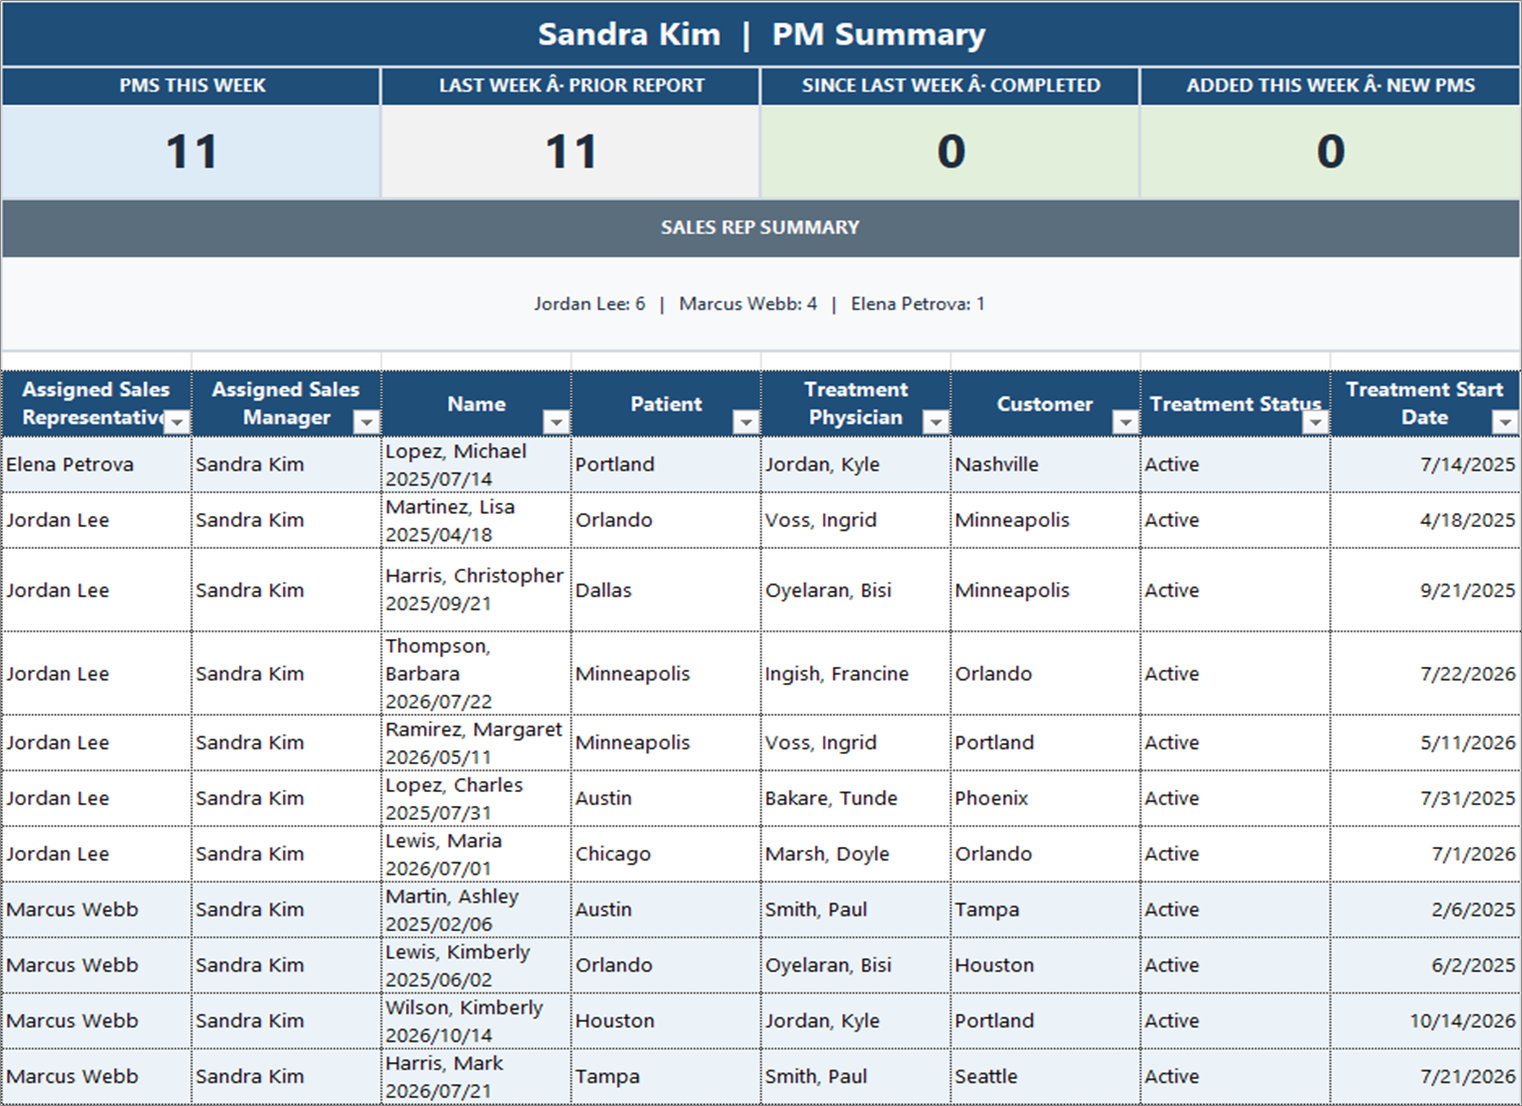 Sandra Kim | PM Summary
PMS THIS WEEK
LAST WEEK Â· PRIOR REPORT
SINCE LAST WEEK Â· COMPLETED
ADDED THIS WEEK Â· NEW PMS
11
11
0
0
SALES REP SUMMARY
Jordan Lee: 6 | Marcus Webb: 4 | Elena Petrova: 1
Assigned Sales
Representative
Assigned Sales
Manager
Name
Patient
Treatment
Physician
Customer
Treatment Status
Treatment Start
Date
Elena Petrova
Sandra Kim
Lopez, Michael
2025/07/14
Portland
Jordan, Kyle
Nashville
Active
7/14/2025
Jordan Lee
Sandra Kim
Martinez, Lisa
2025/04/18
Orlando
Voss, Ingrid
Minneapolis
Active
4/18/2025
Jordan Lee
Sandra Kim
Harris, Christopher
2025/09/21
Dallas
Oyelaran, Bisi
Minneapolis
Active
9/21/2025
Jordan Lee
Sandra Kim
Thompson,
Barbara
2026/07/22
Minneapolis
Ingish, Francine
Orlando
Active
7/22/2026
Jordan Lee
Sandra Kim
Ramirez, Margaret
2026/05/11
Minneapolis
Voss, Ingrid
Portland
Active
5/11/2026
Jordan Lee
Sandra Kim
Lopez, Charles
2025/07/31
Austin
Bakare, Tunde
Phoenix
Active
7/31/2025
Jordan Lee
Sandra Kim
Lewis, Maria
2026/07/01
Chicago
Marsh, Doyle
Orlando
Active
7/1/2026
Marcus Webb
Sandra Kim
Martin, Ashley
2025/02/06
Austin
Smith, Paul
Tampa
Active
2/6/2025
Marcus Webb
Sandra Kim
Lewis, Kimberly
2025/06/02
Orlando
Oyelaran, Bisi
Houston
Active
6/2/2025
Marcus Webb
Sandra Kim
Wilson, Kimberly
2026/10/14
Houston
Jordan, Kyle
Portland
Active
10/14/2026
Marcus Webb
Sandra Kim
Harris, Mark
2026/07/21
Tampa
Smith, Paul
Seattle
Active
7/21/2026